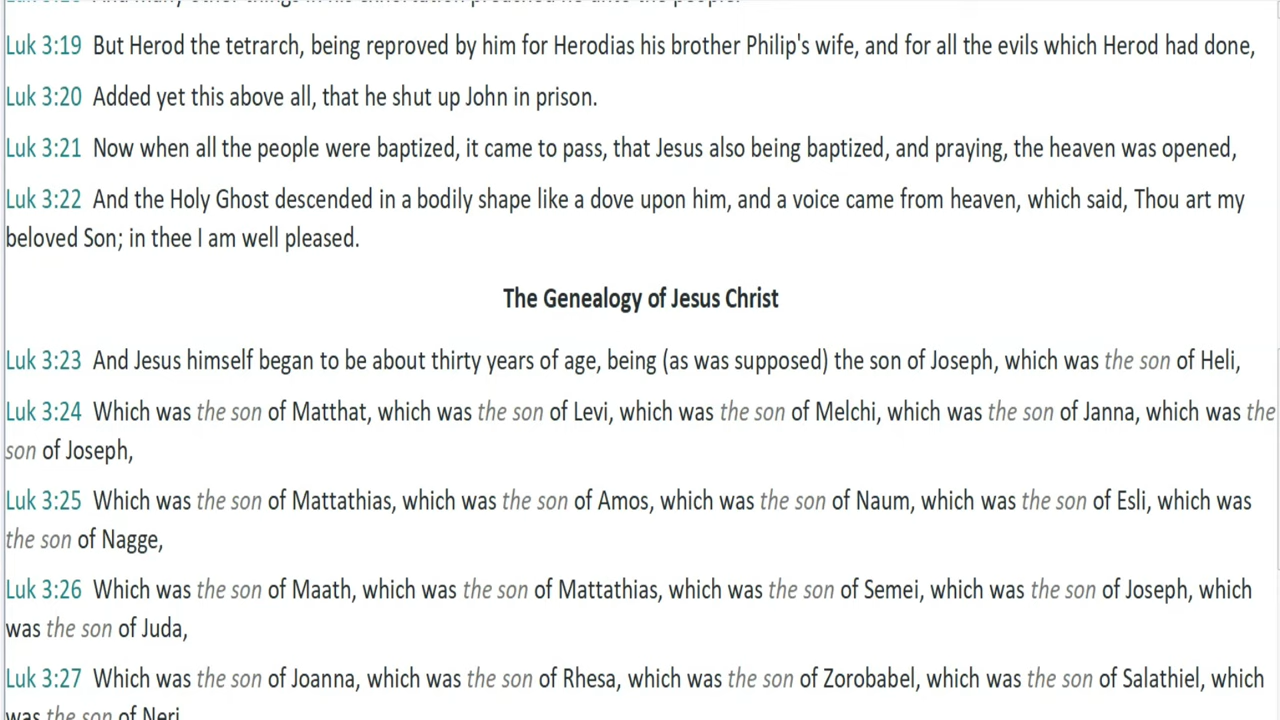 Luk 3:19 But Herod the tetrarch, being reproved by him for Herodias his brother Philip's wife, and for all the evils which Herod had done,
Luk 3:20 Added yet this above all, that he shut up John in prison.
Luk 3:21 Now when all the people were baptized, it came to pass, that Jesus also being baptized, and praying, the heaven was opened,
Luk 3:22 And the Holy Ghost descended in a bodily shape like a dove upon him, and a voice came from heaven, which said, Thou art my
beloved Son; in thee I am well pleased.
The Genealogy of Jesus Christ
Luk 3:23 And Jesus himself began to be about thirty years of age, being (as was supposed) the son of Joseph, which was the son of Heli,
Luk 3:24 Which was the son of Matthat, which was the son of Levi, which was the son of Melchi, which was the son of Janna, which was the
son of Joseph,
Luk 3:25 Which was the son of Mattathias, which was the son of Amos, which was the son of Naum, which was the son of Esli, which was
the son of Nagge,
Luk 3:26 Which was the son of Maath, which was the son of Mattathias, which was the son of Semei, which was the son of Joseph, which
was the son of Juda,
Luk 3:27 Which was the son of Joanna, which was the son of Rhesa, which was the son of Zorobabel, which was the son of Salathiel, which
was the son of Neri